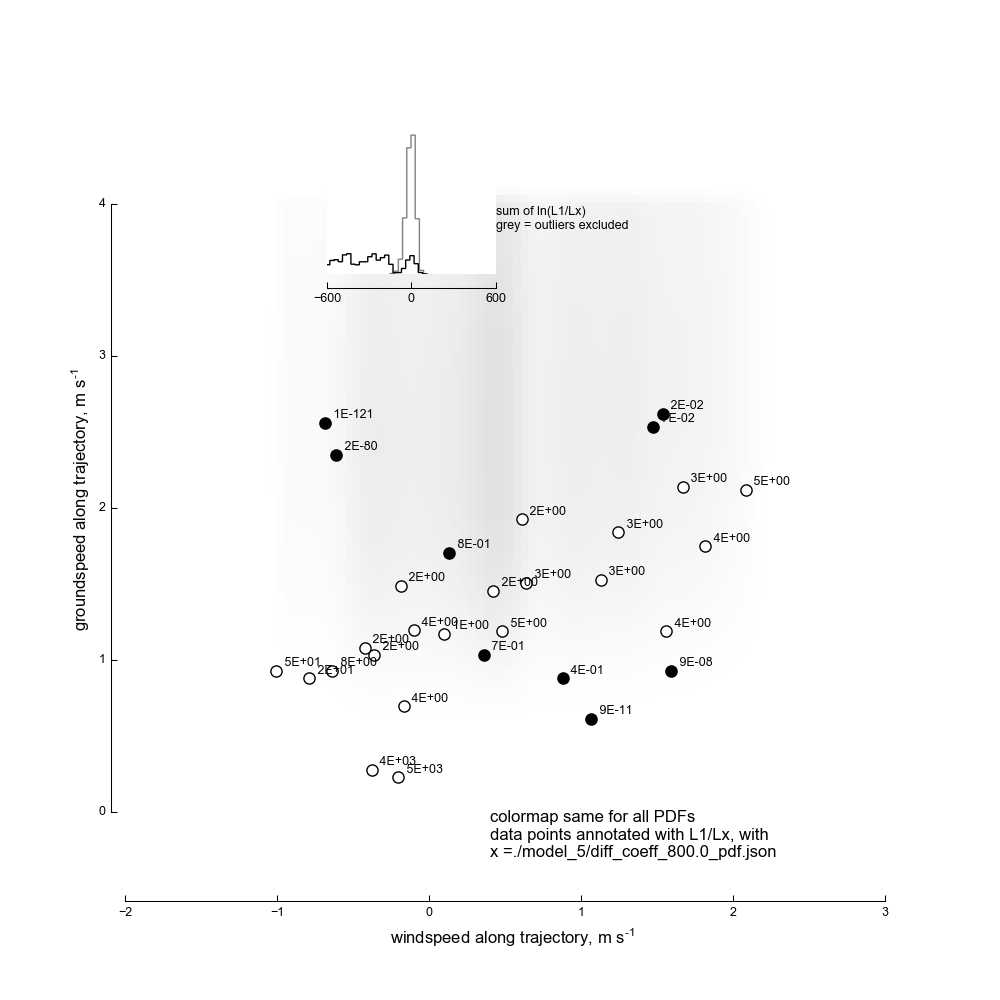 sum of ln(L1/Lx)
grey = outliers excluded
−600 0 600
4
3
2
1
0
groundspeed along trajectory, m s-1
1E-121
2E-80
2E-02
E-02
3E+00
5E+00
2E+00
3E+00
4E+00
8E-01
2E+00
2E+00
3E+00
3E+00
4E+00
1E+00
5E+00
4E+00
2E+00
2E+00
7E-01
5E+01
2E+01
8E+00
4E-01
9E-08
4E+00
9E-11
4E+03
5E+03
colormap same for all PDFs
data points annotated with L1/Lx, with
x =./model_5/diff_coeff_800.0_pdf.json
−2 −1 0 1 2 3
windspeed along trajectory, m s-1